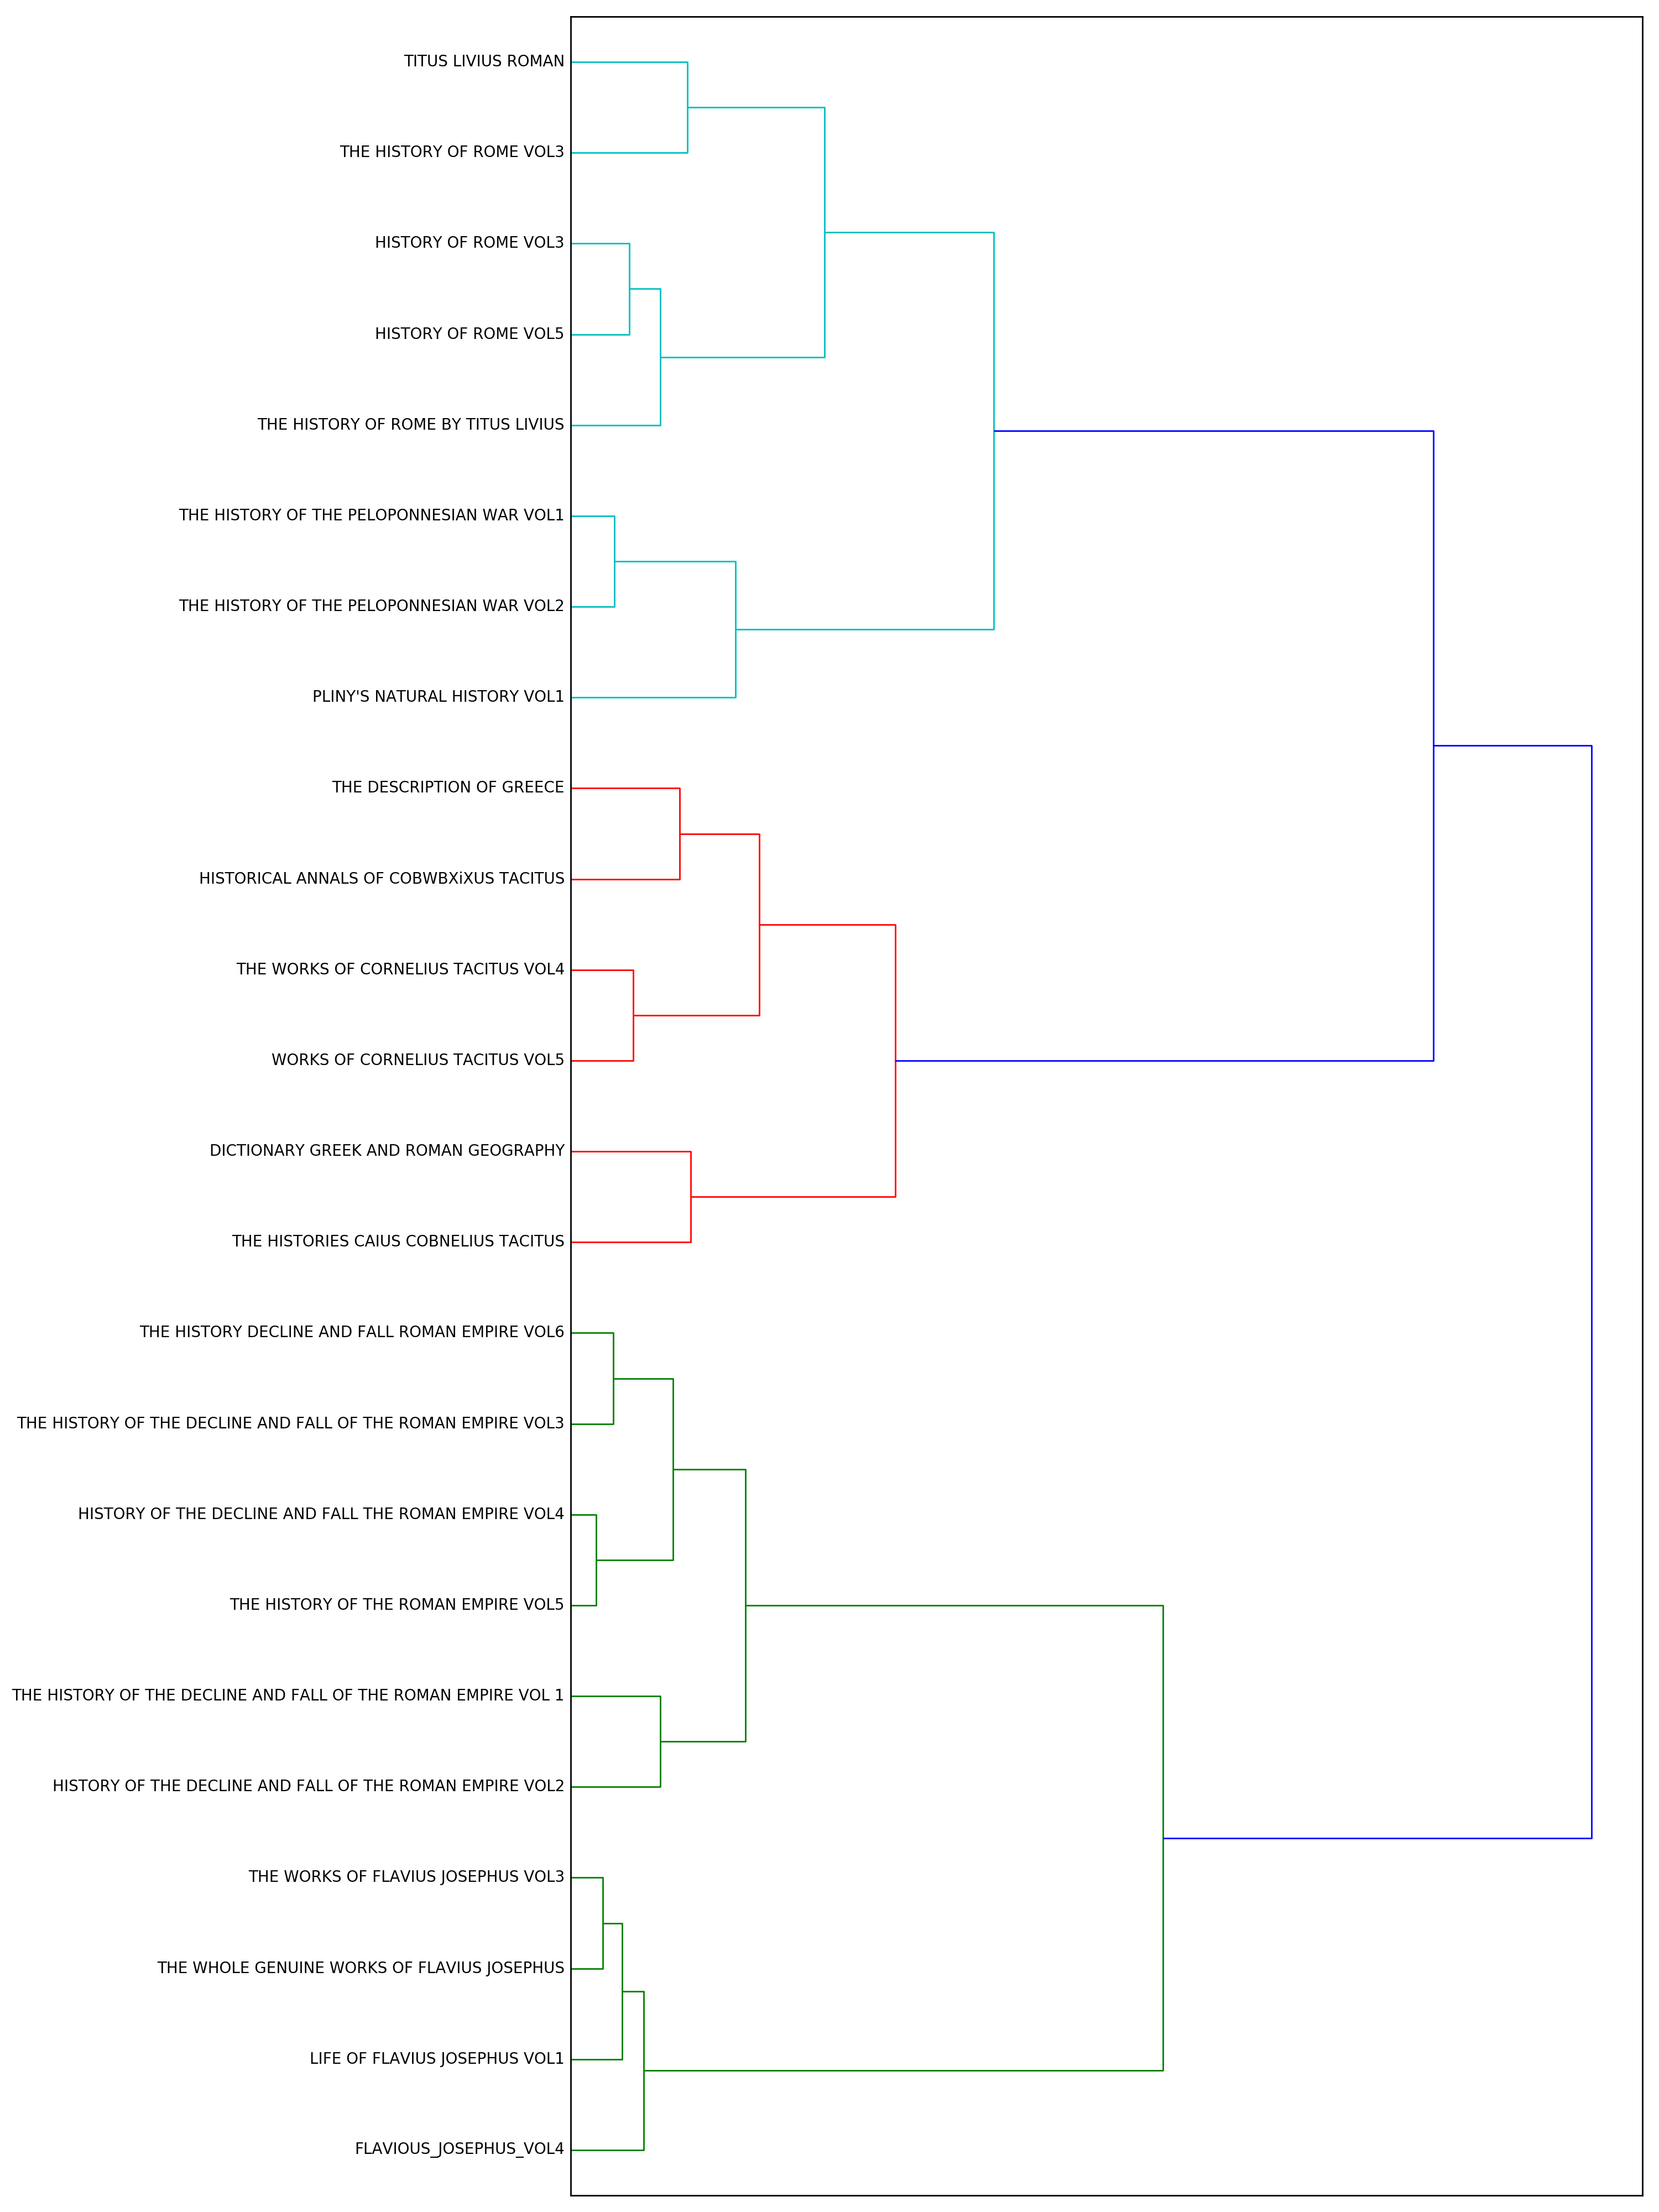 TITUS LIVIUS ROMAN
THE HISTORY OF ROME VOL3
HISTORY OF ROME VOL3
HISTORY OF ROME VOL5
THE HISTORY OF ROME BY TITUS LIVIUS
THE HISTORY OF THE PELOPONNESIAN WAR VOL1
THE HISTORY OF THE PELOPONNESIAN WAR VOL2
PLINY'S NATURAL HISTORY VOL1
THE DESCRIPTION OF GREECE
HISTORICAL ANNALS OF COBWBXiXUS TACITUS
THE WORKS OF CORNELIUS TACITUS VOL4
WORKS OF CORNELIUS TACITUS VOL5
DICTIONARY GREEK AND ROMAN GEOGRAPHY
THE HISTORIES CAIUS COBNELIUS TACITUS
THE HISTORY DECLINE AND FALL ROMAN EMPIRE VOL6
THE HISTORY OF THE DECLINE AND FALL OF THE ROMAN EMPIRE VOL3
HISTORY OF THE DECLINE AND FALL THE ROMAN EMPIRE VOL4
THE HISTORY OF THE ROMAN EMPIRE VOL5
THE HISTORY OF THE DECLINE AND FALL OF THE ROMAN EMPIRE VOL 1
HISTORY OF THE DECLINE AND FALL OF THE ROMAN EMPIRE VOL2
THE WORKS OF FLAVIUS JOSEPHUS VOL3
THE WHOLE GENUINE WORKS OF FLAVIUS JOSEPHUS
LIFE OF FLAVIUS JOSEPHUS VOL1
FLAVIOUS_JOSEPHUS_VOL4